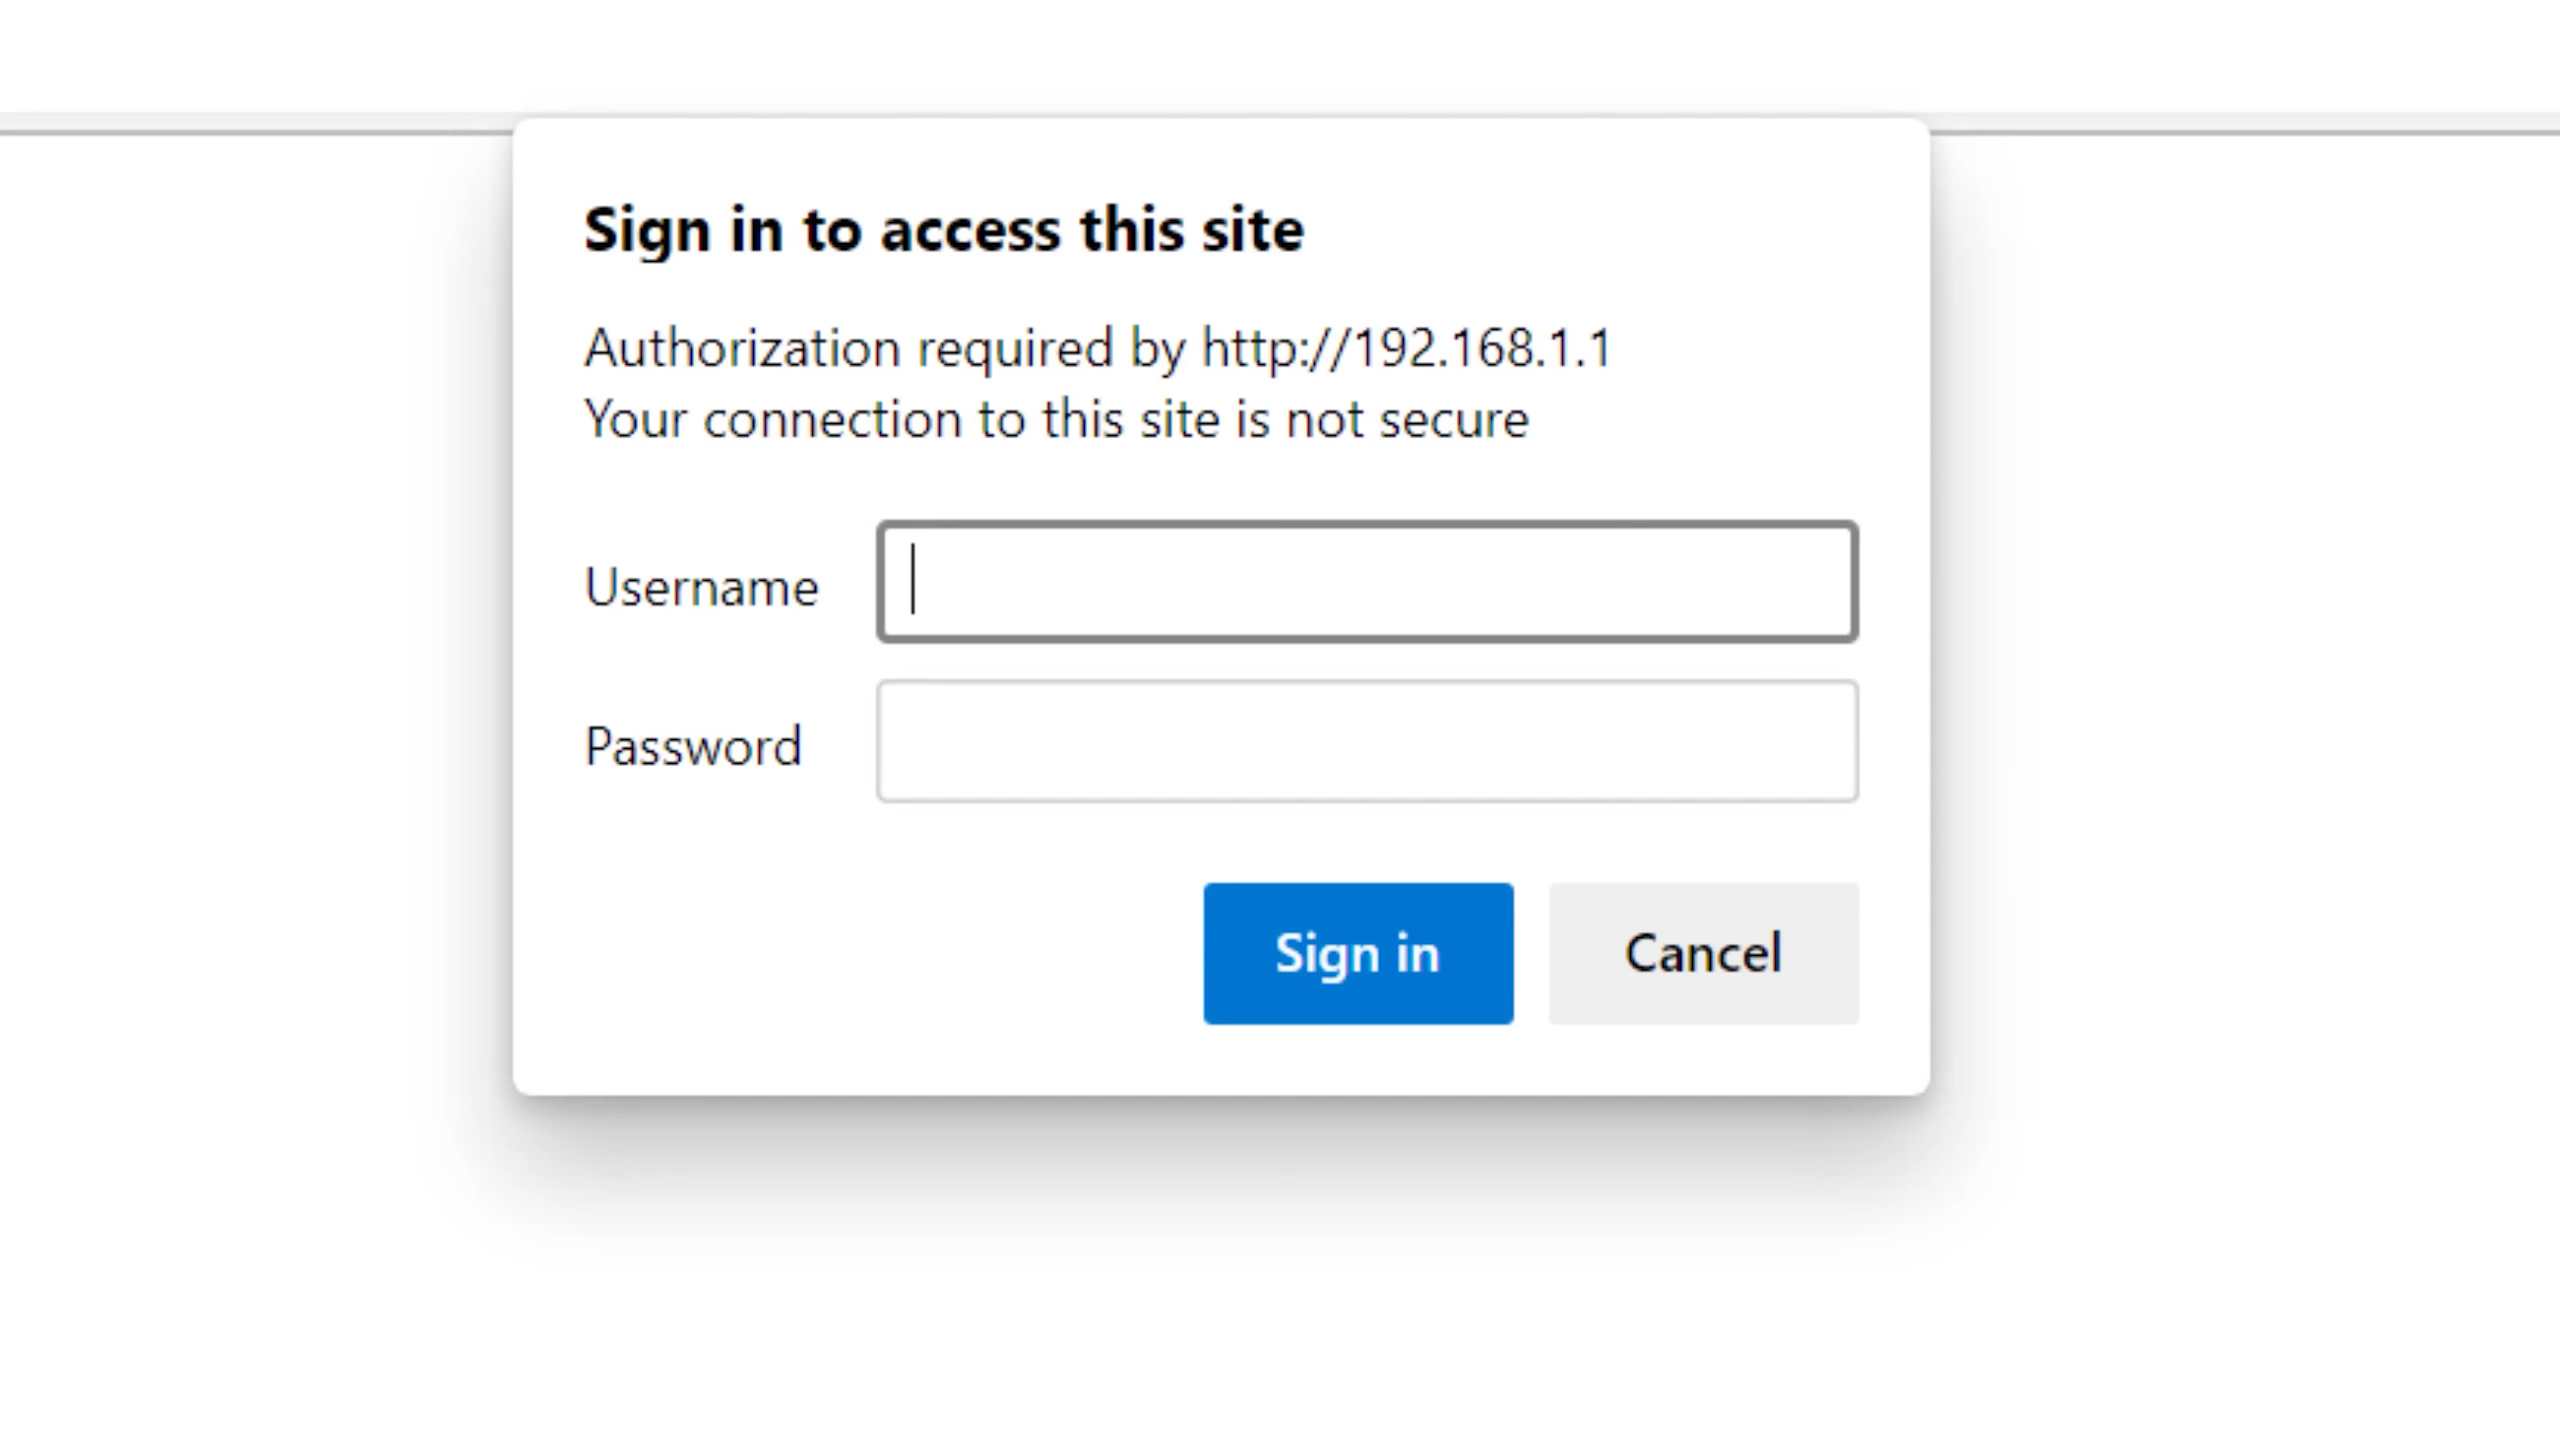 Sign in to access this site
Authorization required by http://192.168.1.1
Your connection to this site is not secure
Username
Password
Sign in Cancel